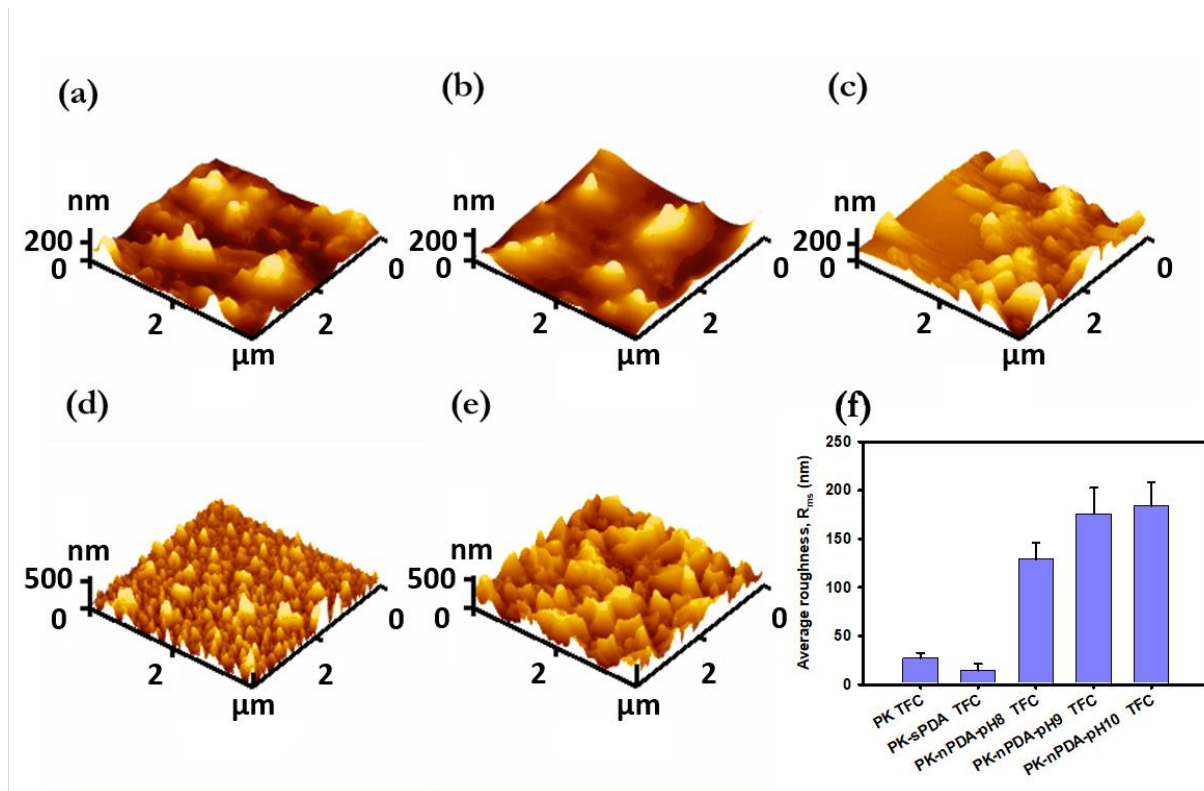 (a)
nm
200
0
2
μm
2
0
(b)
nm
200
0
2
μm
2
0
(c)
nm
200
0
2
μm
2
0
(d)
nm
500
0
2
μm
2
0
(e)
nm
500
0
2
μm
2
0
(f)
Average roughness, Rms (nm)
250
200
150
100
50
0
PK TFC
PK-sPDA TFC
PK-nPDA-pH8 TFC
PK-nPDA-pH9 TFC
PK-nPDA-pH10 TFC